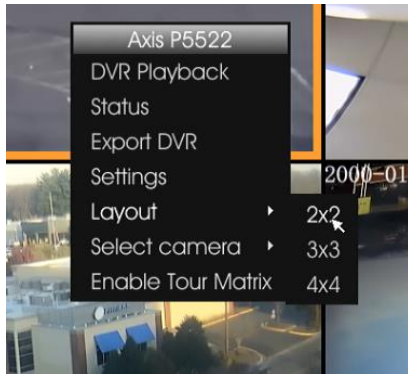 Axis P5522
DVR Playback
Status
Export DVR
Settings
2000-01
Layout
2x2
Select camera
3x3
Enable Tour Matrix
4x4